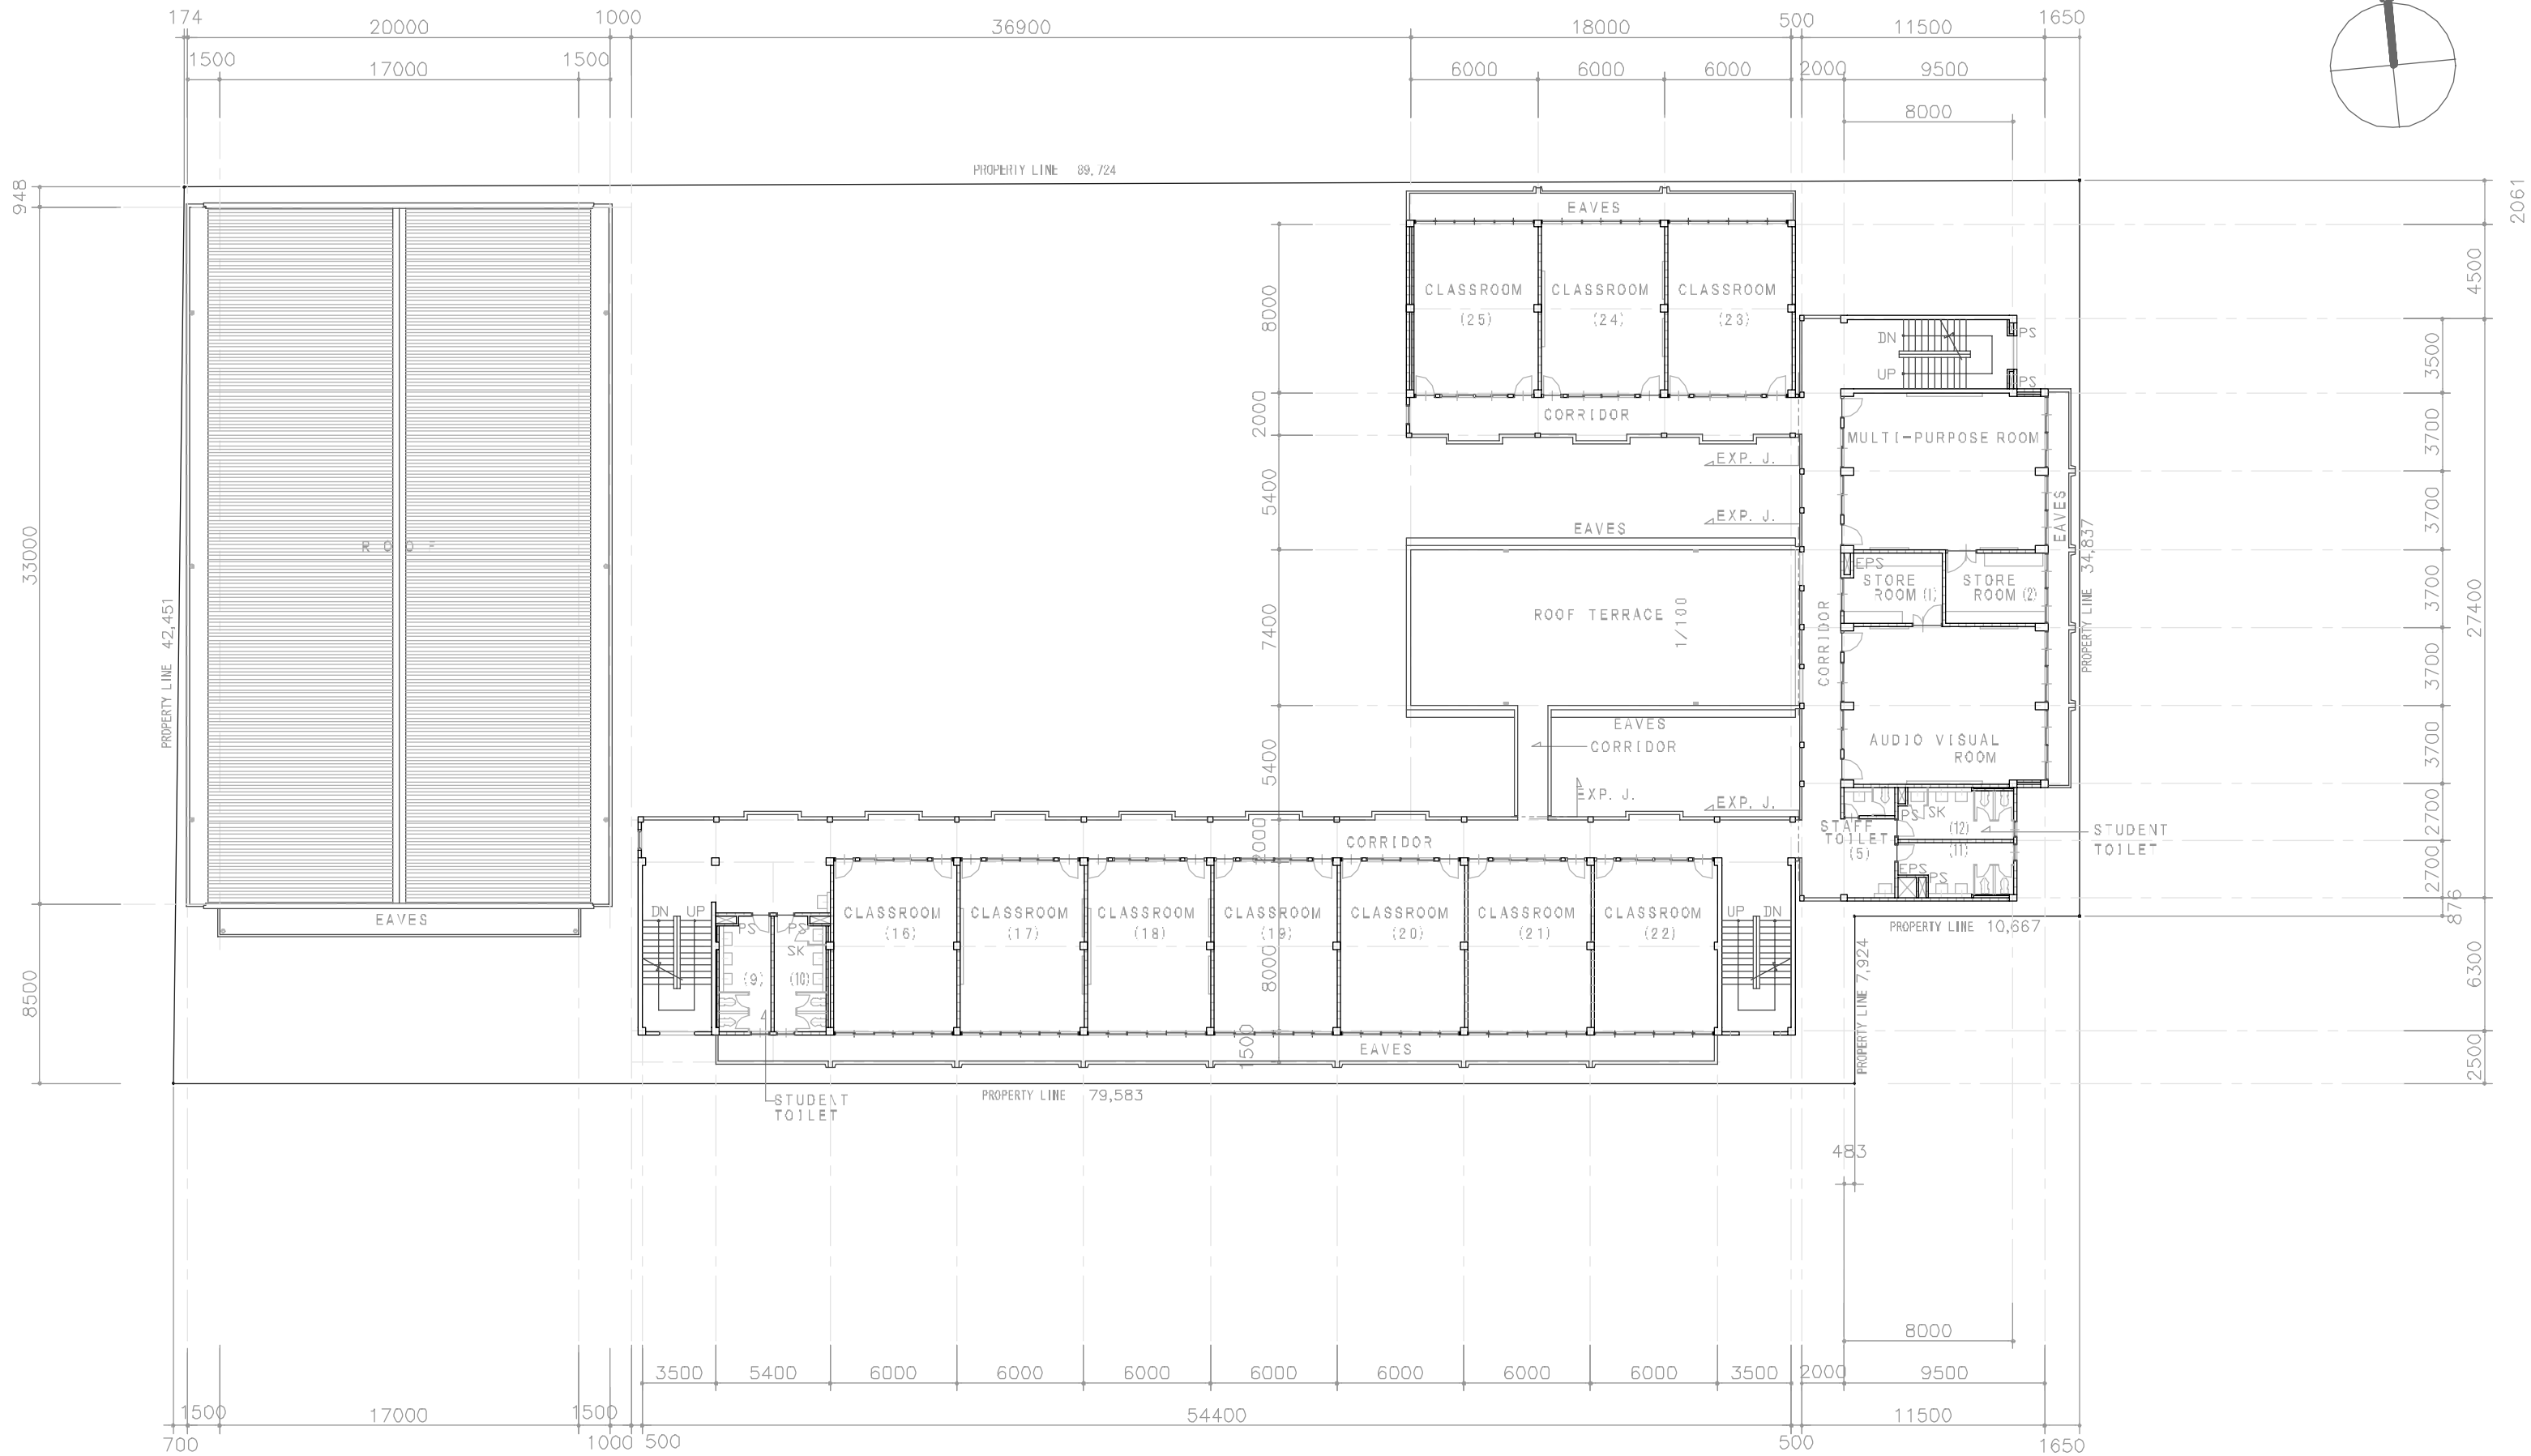 174
20000
1000
36900
18000
500
11500
1650
1500
17000
1500
6000
6000
6000
2000
9500
8000
PROPERTY LINE 89,724
948
2061
EAVES
4500
CLASSROOM
(25)
CLASSROOM
(24)
CLASSROOM
(23)
8000
DN
UP
PS
PS
3500
2000
CORRIDOR
MULTI-PURPOSE ROOM
3700
EXP. J.
5400
EXP. J.
EAVES
EAVES
3700
33000
ROOF
PROPERTY LINE 34,837
EPS
STORE
ROOM (1)
STORE
ROOM (2)
3700
27400
PROPERTY LINE 42,451
7400
ROOF TERRACE
1/100
CORRIDOR
3700
EAVES
CORRIDOR
AUDIO VISUAL
ROOM
3700
5400
EXP. J.
EXP. J.
PS
SK
(12)
STAFF
TOILET
(5)
(11)
STUDENT
TOILET
2700
2000
CORRIDOR
EPS
PS
2700
876
EAVES
DN
UP
PS
PS
SK
(9)
(10)
CLASSROOM
(16)
CLASSROOM
(17)
CLASSROOM
(18)
CLASSROOM
(19)
CLASSROOM
(20)
CLASSROOM
(21)
CLASSROOM
(22)
UP
DN
PROPERTY LINE 10,667
PROPERTY LINE 7,924
8500
8000
6300
1500
EAVES
2500
STUDENT
TOILET
PROPERTY LINE 79,583
483
8000
3500
5400
6000
6000
6000
6000
6000
6000
6000
3500
2000
9500
1500
17000
1500
54400
11500
700
1000
500
500
1650